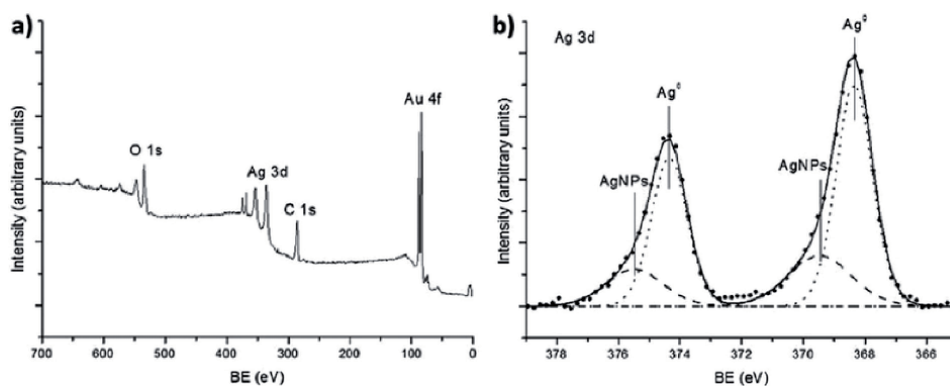 a)
Intensity (arbitrary units)
O 1s
Ag 3d
C 1s
Au 4f
700 600 500 400 300 200 100 0
BE (eV)
b)
Intensity (arbitrary units)
Ag 3d
Ag⁰
AgNPs
Ag⁰
AgNPs
378 376 374 372 370 368 366
BE (eV)